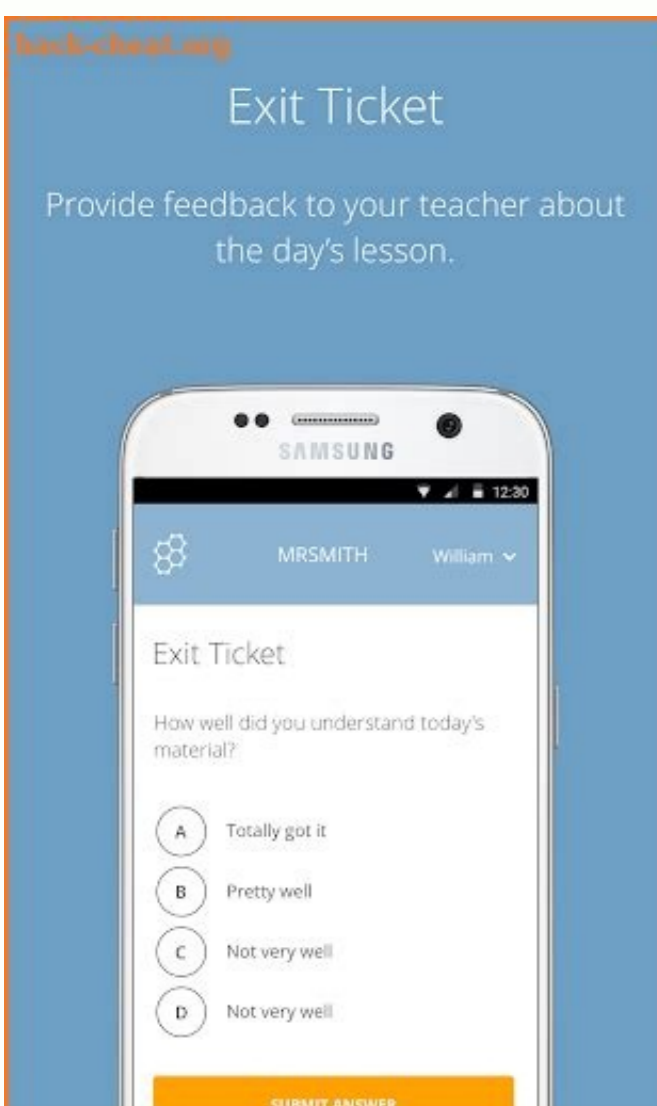 hack-cheat.org
Exit Ticket
Provide feedback to your teacher about
the day's lesson.
SAMSUNG
12:30
MRSMITH
William
Exit Ticket
How well did you understand today's
material?
A Totally got it
B Pretty well
C Not very well
D Not very well
SUBMIT ANSWER